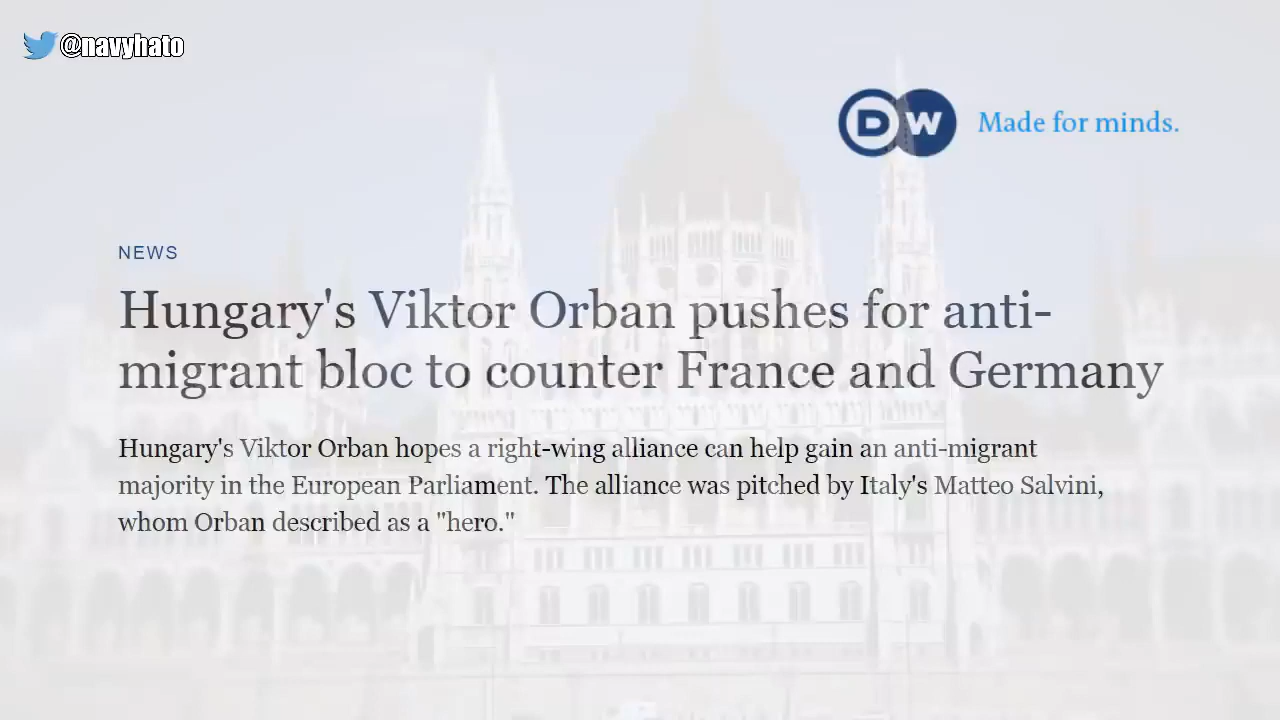 @navyhato
DW Made for minds.
NEWS
Hungary's Viktor Orban pushes for anti-
migrant bloc to counter France and Germany
Hungary's Viktor Orban hopes a right-wing alliance can help gain an anti-migrant
majority in the European Parliament. The alliance was pitched by Italy's Matteo Salvini,
whom Orban described as a "hero."